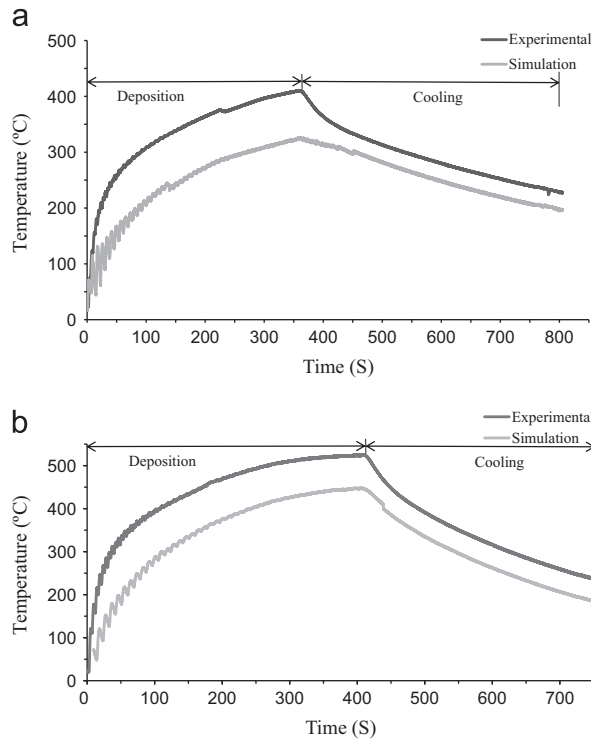 a
Experimental
Simulation
500
400
300
200
100
0
Deposition
Cooling
Temperature (ºC)
0 100 200 300 400 500 600 700 800
Time (S)
b
Experimental
Simulation
500
400
300
200
100
0
Deposition
Cooling
Temperature (ºC)
0 100 200 300 400 500 600 700
Time (S)